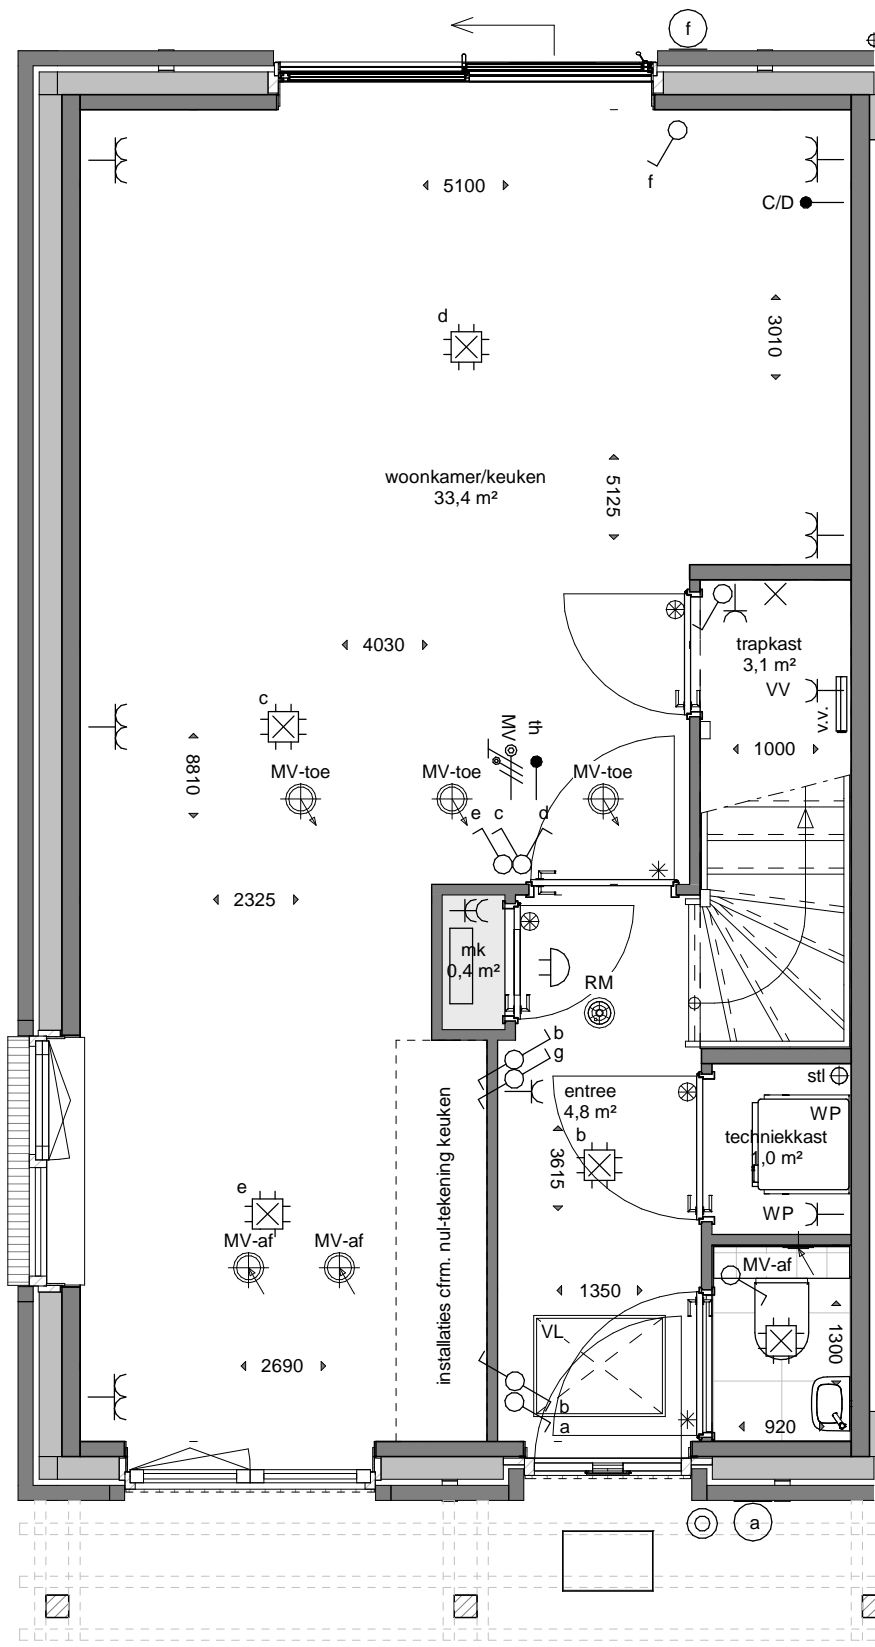 f
5100
f
C/D
3010
d
woonkamer/keuken
33,4 m²
5125
trapkast
3,1 m²
4030
VV
v.v.
c
MV
th
1000
8810
MV-toe
MV-toe
MV-toe
e
c
d
2325
mk
0,4 m²
RM
b
g
installaties cfrm. nul-tekening keuken
entree
4,8 m²
b
3615
stl
WP
techniekkast
1,0 m²
e
WP
MV-af
MV-af
MV-af
1350
VL
1300
2690
b
a
920
a